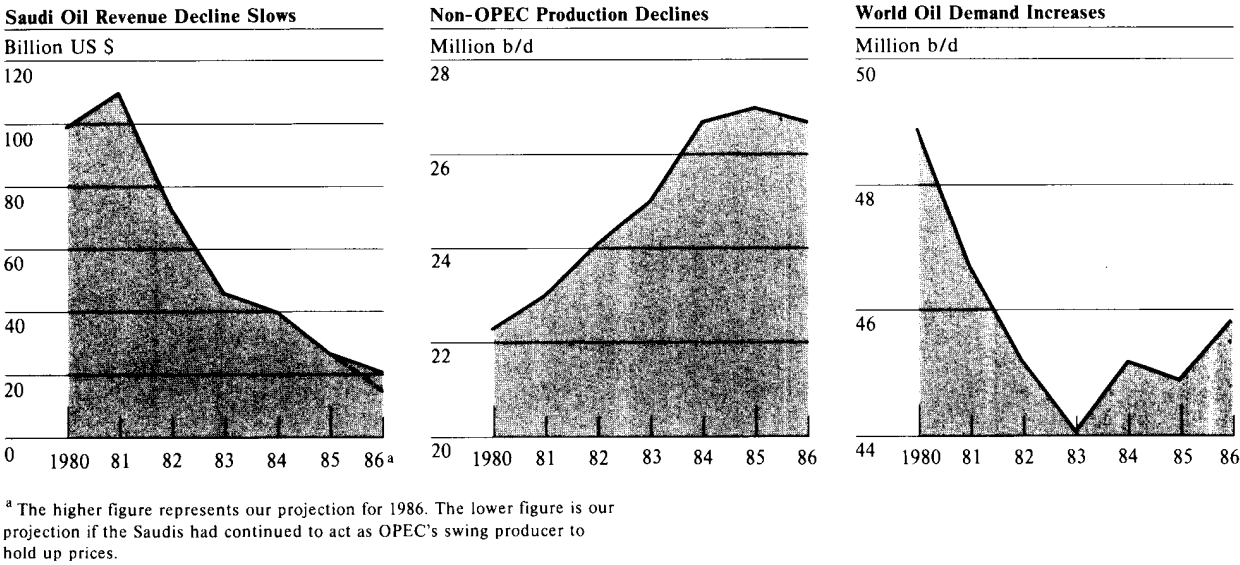 Saudi Oil Revenue Decline Slows
Billion US $
120
100
80
60
40
20
0
1980 81 82 83 84 85 86 a
Non-OPEC Production Declines
Million b/d
28
26
24
22
20
1980 81 82 83 84 85 86
World Oil Demand Increases
Million b/d
50
48
46
44
1980 81 82 83 84 85 86
a The higher figure represents our projection for 1986. The lower figure is our
projection if the Saudis had continued to act as OPEC's swing producer to
hold up prices.